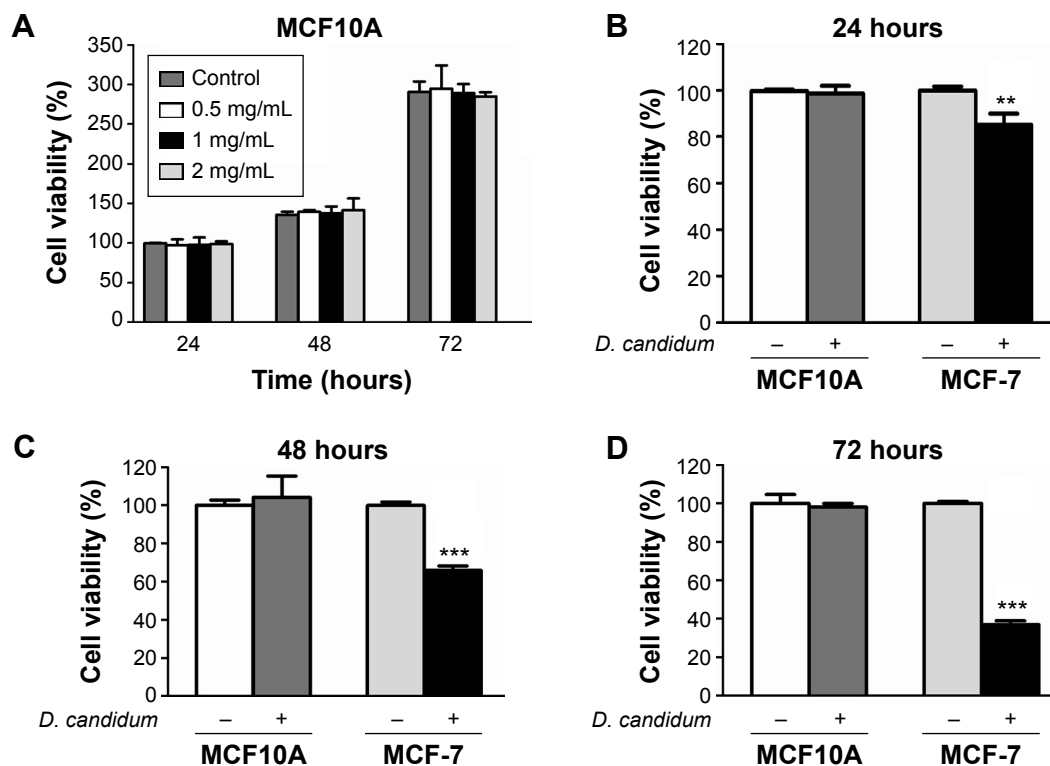 A
MCF10A
Cell viability (%)
350
300
250
200
150
100
50
0
Control
0.5 mg/mL
1 mg/mL
2 mg/mL
24 48 72
Time (hours)
B
24 hours
Cell viability (%)
120
100
80
60
40
20
0
**
D. candidum – + – +
MCF10A MCF-7
C
48 hours
Cell viability (%)
120
100
80
60
40
20
0
***
D. candidum – + – +
MCF10A MCF-7
D
72 hours
Cell viability (%)
120
100
80
60
40
20
0
***
D. candidum – + – +
MCF10A MCF-7